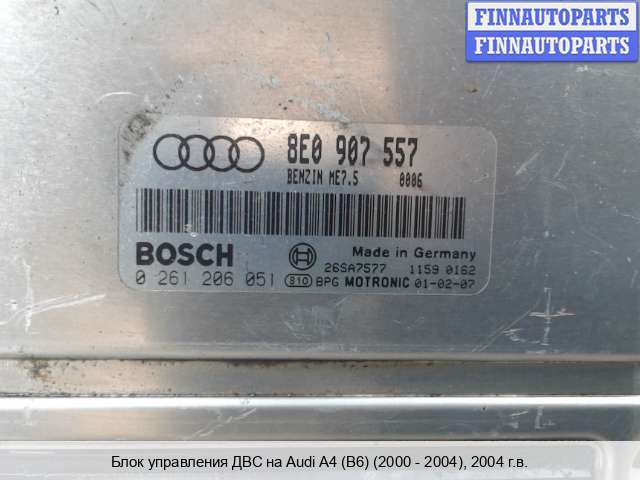 FINNAUTOPARTS
FINNAUTOPARTS
8E0 907 557
BENZIN ME7.5 0006
BOSCH
Made in Germany
26SA7577 1159 0162
0 261 206 051 810 BPG MOTRONIC 01-02-07
Блок управления ДВС на Audi A4 (B6) (2000 - 2004), 2004 г.в.